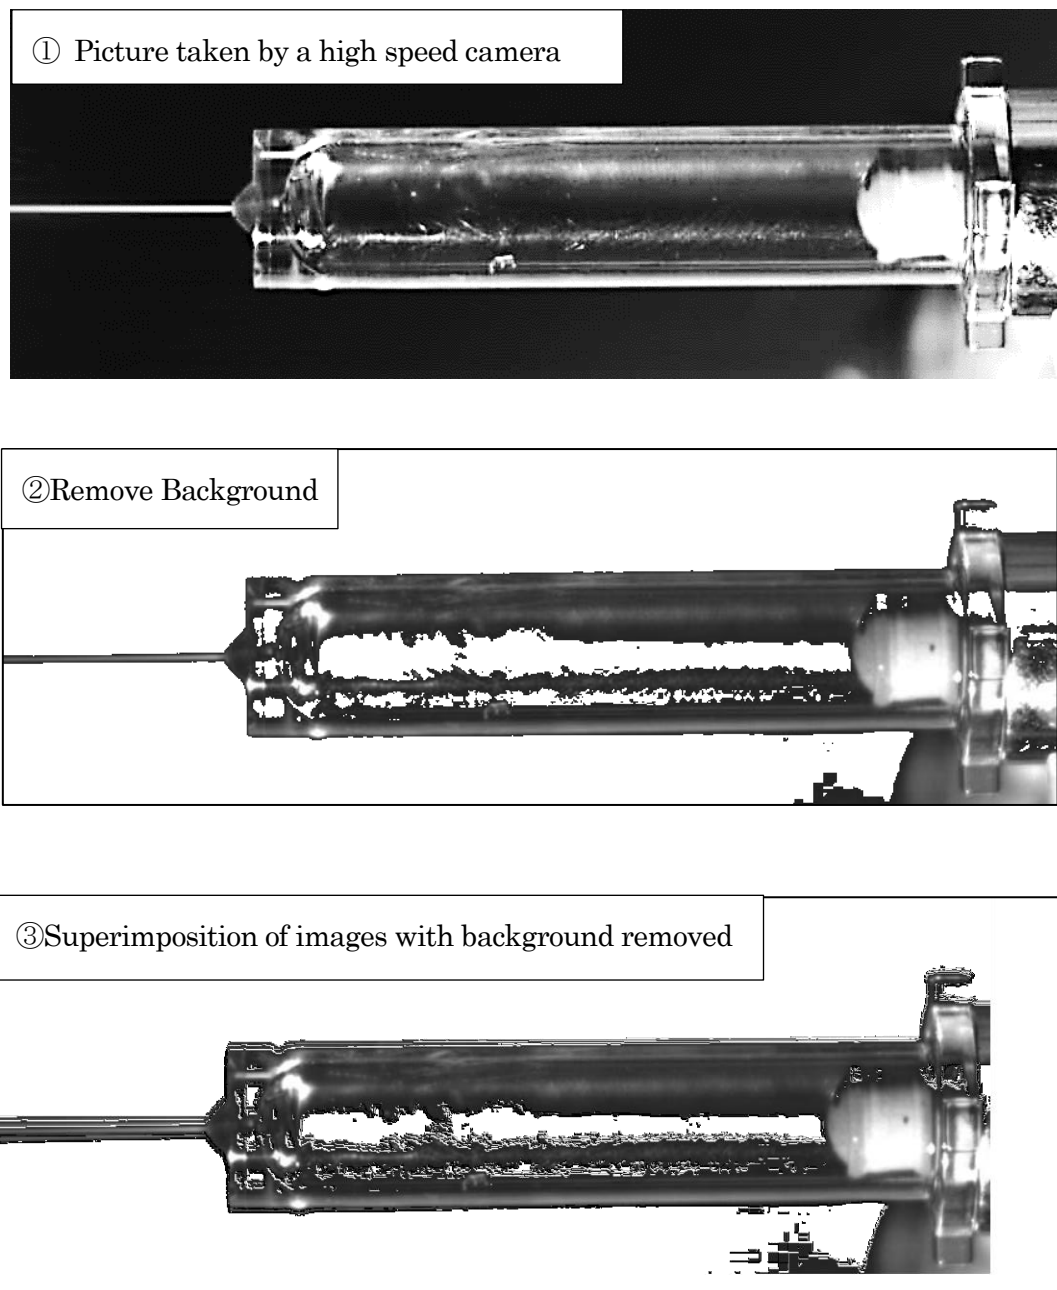 ① Picture taken by a high speed camera
②Remove Background
③Superimposition of images with background removed